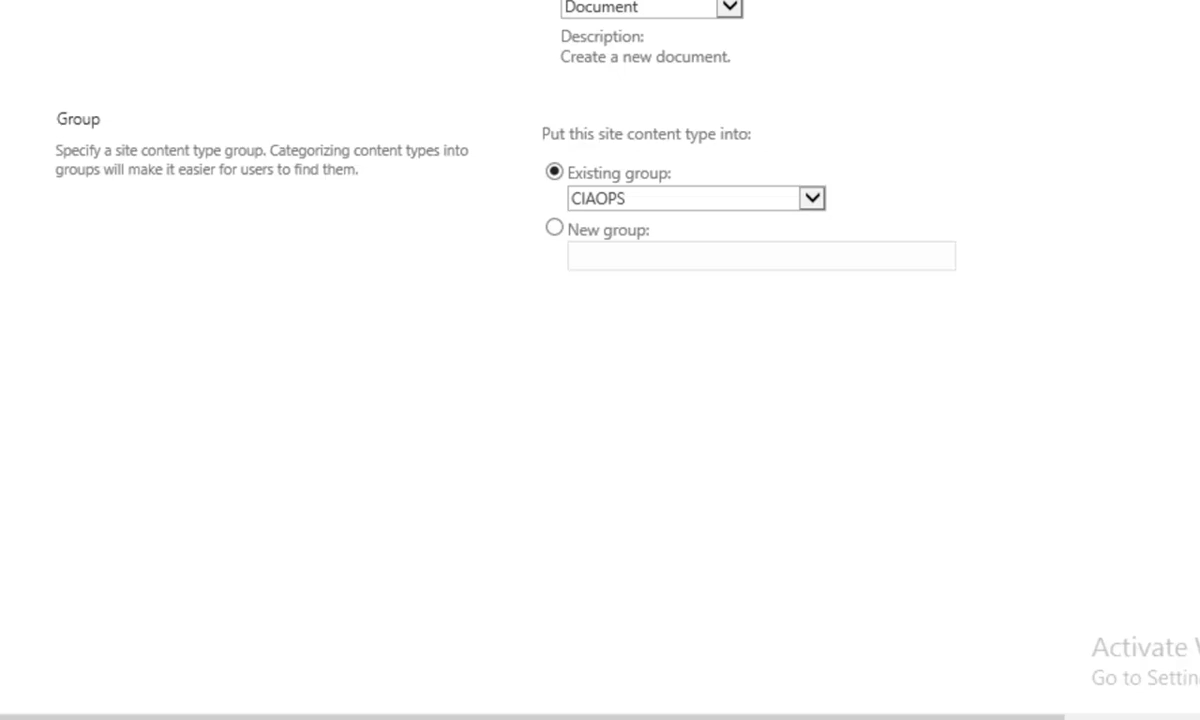 Document
Description:
Create a new document.
Group
Specify a site content type group. Categorizing content types into
groups will make it easier for users to find them.
Put this site content type into:
Existing group:
CIAOPS
New group:
Activate
Go to